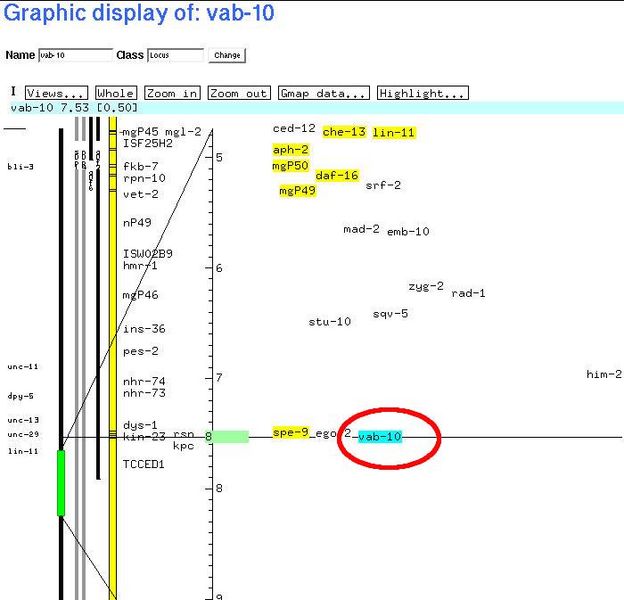 Graphic display of: vab-10
Name vab-10 Class Locus Change
I Views... Whole Zoom in Zoom out Gmap data... Highlight...
vab-10 7.53 [0.50]
mgP45 mgl-2 ced-12 che-13 lin-11
ISF25H2
aph-2
5
bli-3 fkb-7 mgP50
rpn-10 daf-16
srf-2
vet-2 mgP49
nP49
mad-2 emb-10
ISW02B9
hmr-1 6
zyg-2
mgP46 rad-1
sqv-5
ins-36 stu-10
pes-2
unc-11
him-2
nhr-74 7
dpy-5 nhr-73
unc-13 dys-1
unc-29 kin-23 rsn 8 spe-9 ego 2 vab-10
lin-11 kpc
TCCED1
8
9